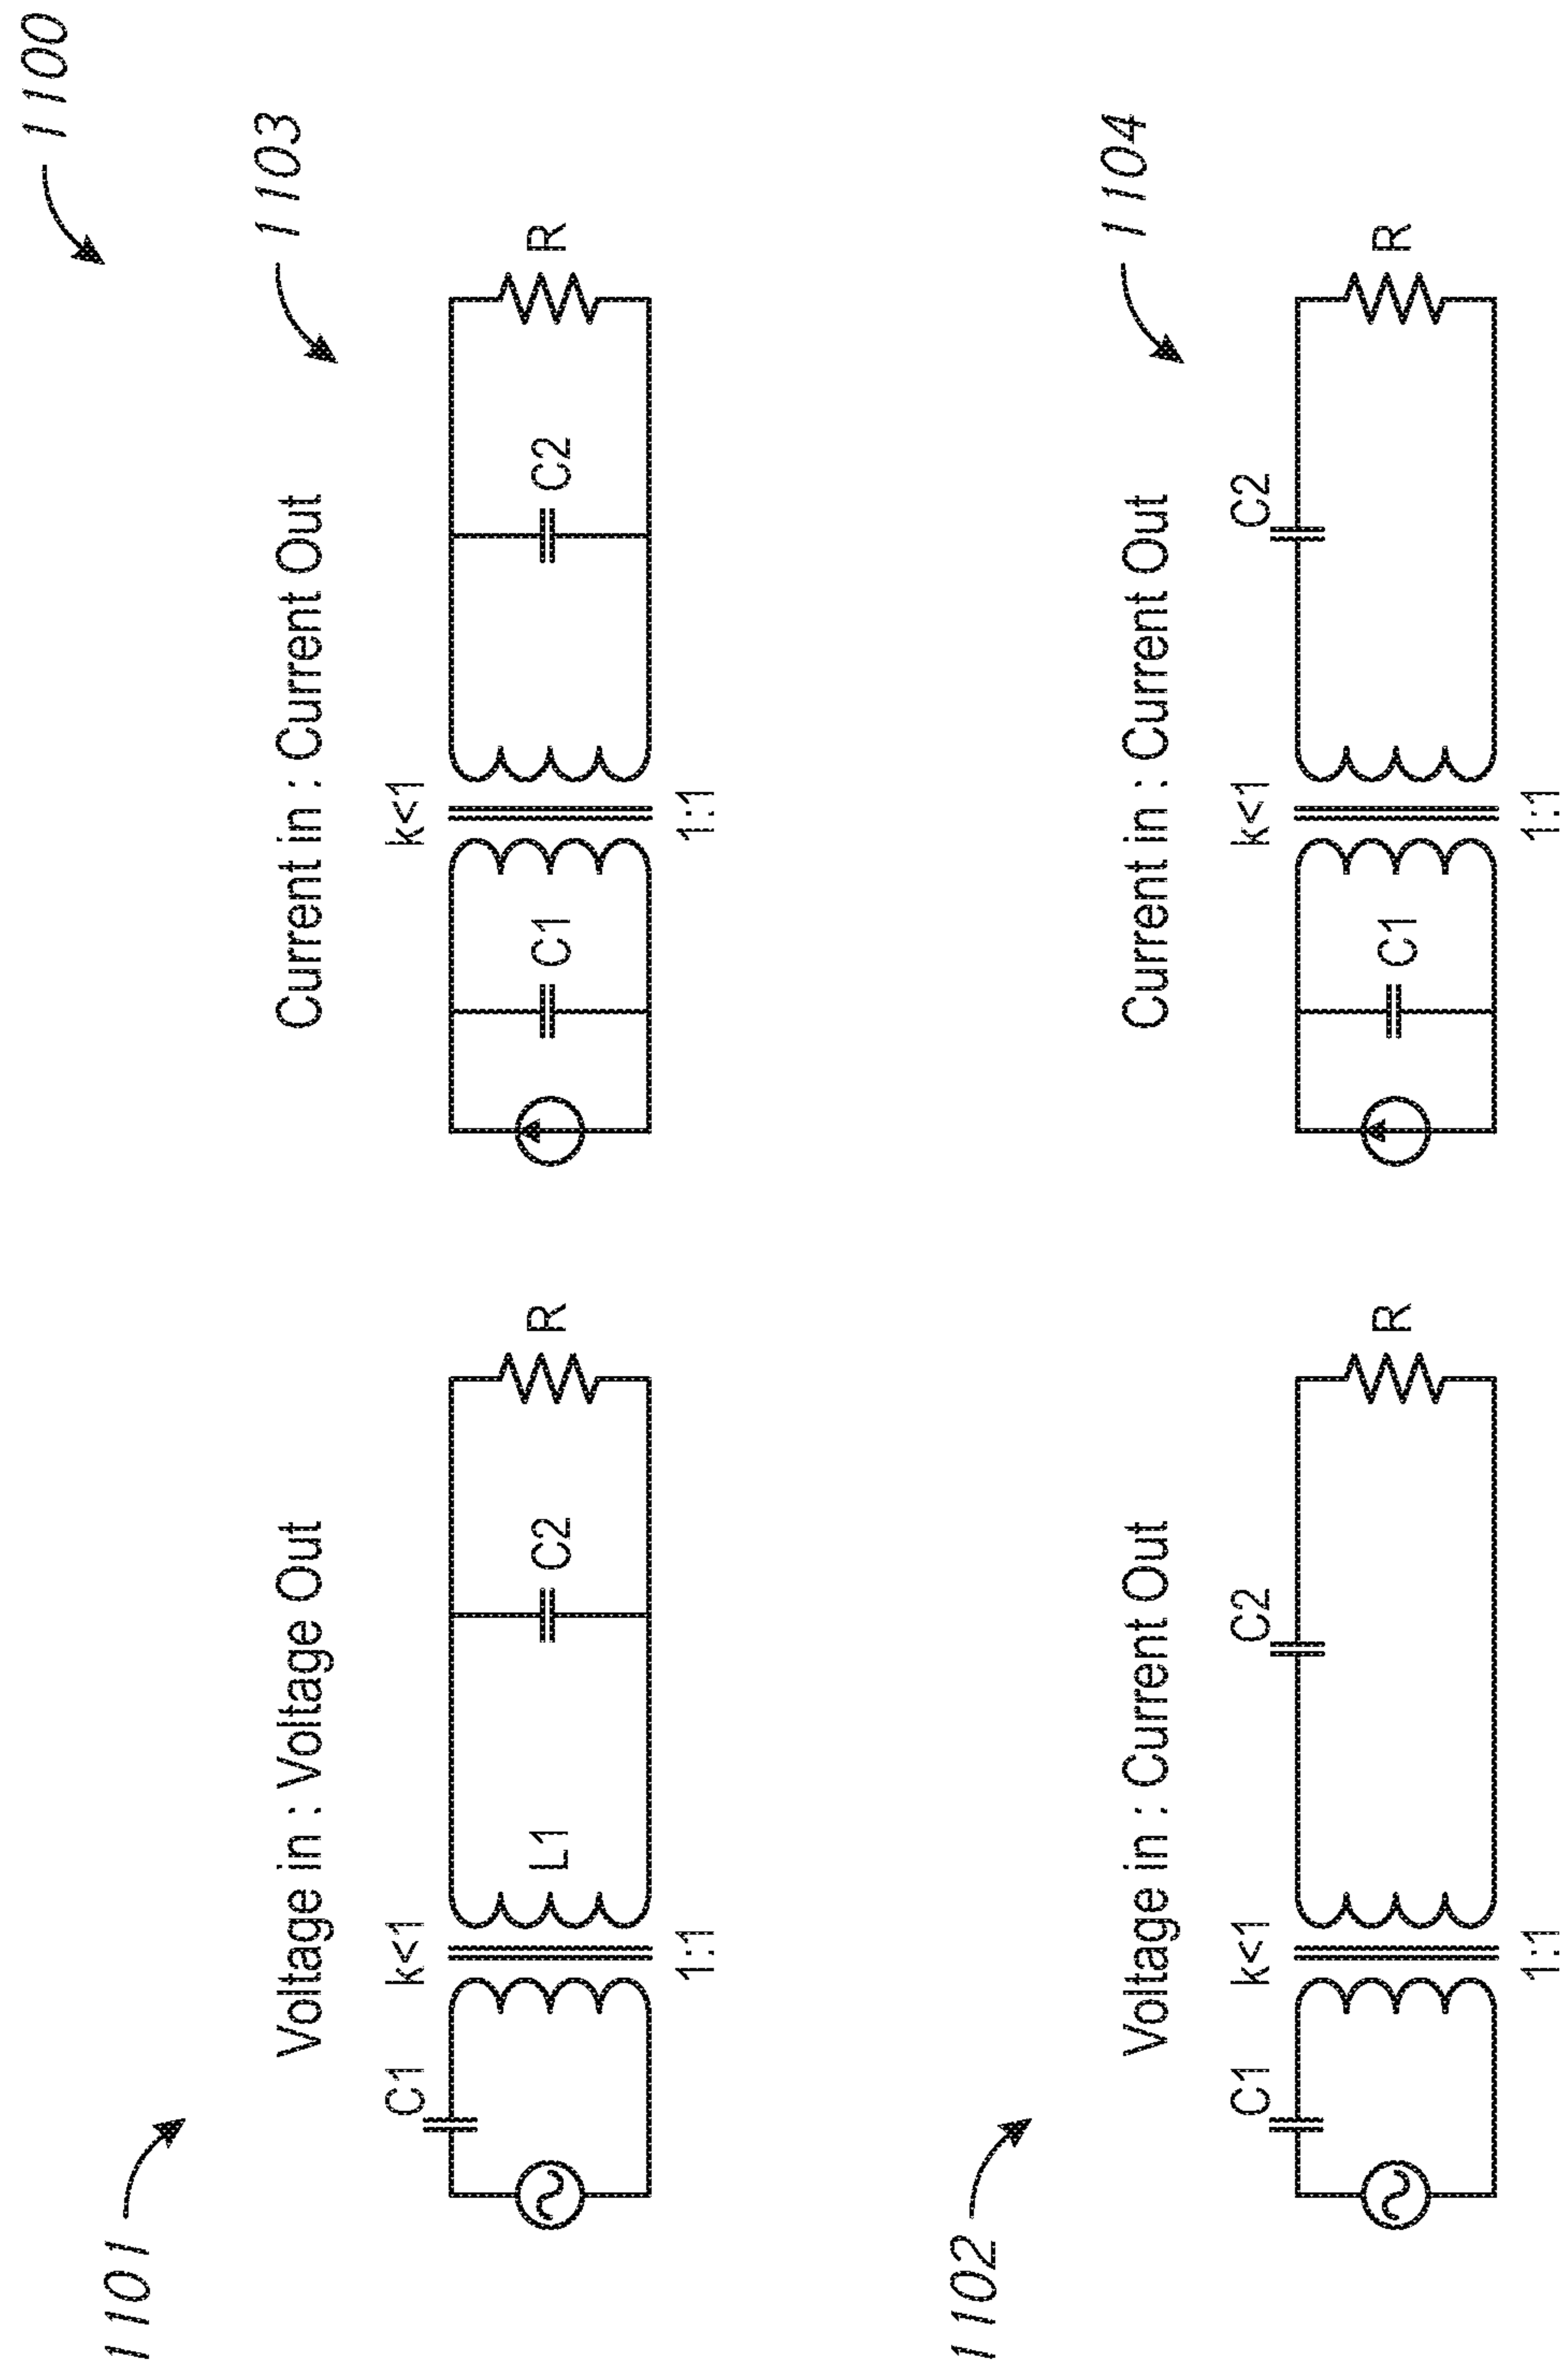 1100
1101
Voltage in : Voltage Out
C1
k<1
1:1
L1
C2
R
1103
Current in : Current Out
C1
k<1
1:1
C2
R
1102
Voltage in : Current Out
C1
k<1
1:1
C2
R
1104
Current in : Current Out
C1
k<1
1:1
C2
R